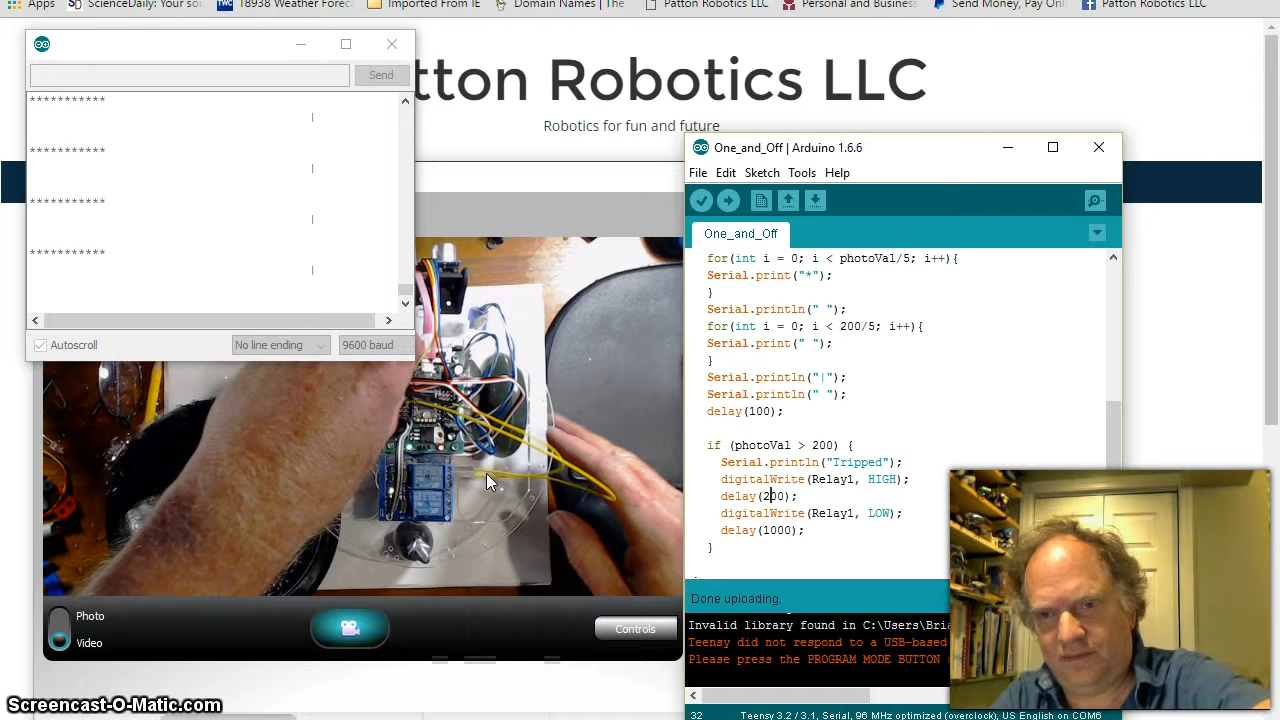 Apps
ScienceDaily: Your sou
TWC
18938 Weather Foreca
Imported From IE
Domain Names | The
Patton Robotics LLC
Personal and Business
Send Money, Pay Onl
Patton Robotics LLC
Send
***********
|
***********
|
***********
|
***********
|
Autoscroll
No line ending
9600 baud
tton Robotics LLC
Robotics for fun and future
One_and_Off | Arduino 1.6.6
File Edit Sketch Tools Help
One_and_Off
for(int i = 0; i < photoVal/5; i++){
Serial.print("*");
}
Serial.println(" ");
for(int i = 0; i < 200/5; i++){
Serial.print(" ");
}
Serial.println("|");
Serial.println(" ");
delay(100);
if (photoVal > 200) {
Serial.println("Tripped");
digitalWrite(Relay1, HIGH);
delay(200);
digitalWrite(Relay1, LOW);
delay(1000);
}
Done uploading.
Invalid library found in C:\Users\Bria
Teensy did not respond to a USB-based
Please press the PROGRAM MODE BUTTON
32
Teensy 3.2 / 3.1, Serial, 96 MHz optimized (overclock), US English on COM6
Photo
Video
Controls
Screencast-O-Matic.com